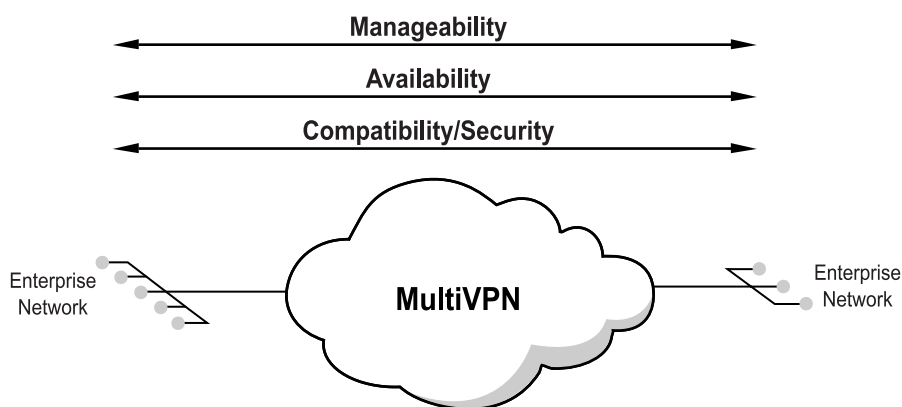 Manageability
Availability
Compatibility/Security
Enterprise
Network
MultiVPN
Enterprise
Network